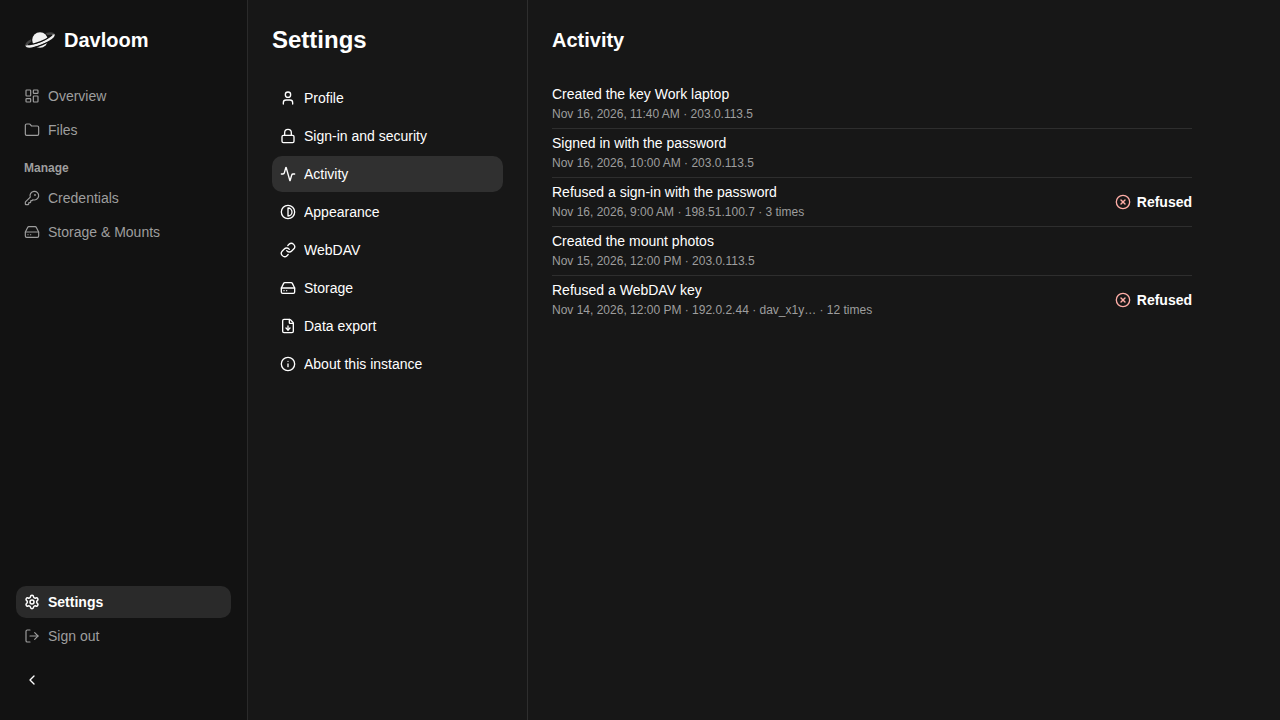 Davloom
Overview
Files
Manage
Credentials
Storage & Mounts
Settings
Sign out
Settings
Profile
Sign-in and security
Activity
Appearance
WebDAV
Storage
Data export
About this instance
Activity
Created the key Work laptop
Nov 16, 2026, 11:40 AM · 203.0.113.5
Signed in with the password
Nov 16, 2026, 10:00 AM · 203.0.113.5
Refused a sign-in with the password
Nov 16, 2026, 9:00 AM · 198.51.100.7 · 3 times
Refused
Created the mount photos
Nov 15, 2026, 12:00 PM · 203.0.113.5
Refused a WebDAV key
Nov 14, 2026, 12:00 PM · 192.0.2.44 · dav_x1y… · 12 times
Refused